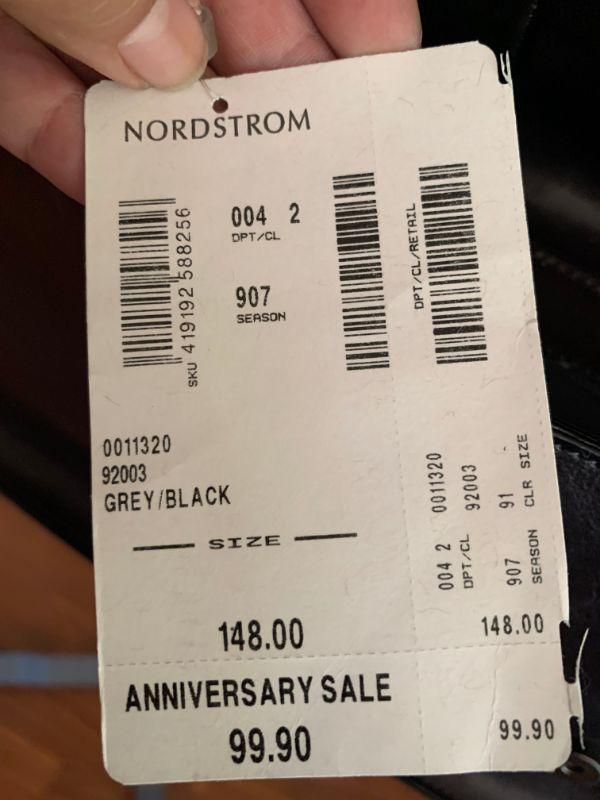 NORDSTROM
SKU 419192 588256
004 2
DPT/CL
907
SEASON
DPT/CL/RETAIL
0011320
92003
GREY/BLACK
SIZE
148.00
ANNIVERSARY SALE
99.90
004 2 0011320
DPT/CL 92003
907 91
SEASON CLR SIZE
148.00
99.90